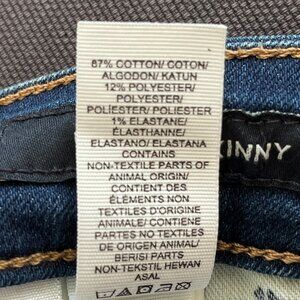 87% COTTON/ COTON/
ALGODÓN/ KATUN
12% POLYESTER/
POLYESTER/
POLIÉSTER/ POLIESTER
1% ELASTANE/
ÉLASTHANNE/
ELASTANO/ ELASTANA
CONTAINS
NON-TEXTILE PARTS OF
ANIMAL ORIGIN/
CONTIENT DES
ÉLÉMENTS NON
TEXTILES D'ORIGINE
ANIMALE/ CONTIENE
PARTES NO TEXTILES
DE ORIGEN ANIMAL/
BERISI PARTS
NON-TEKSTIL HEWAN
ASAL
KINNY